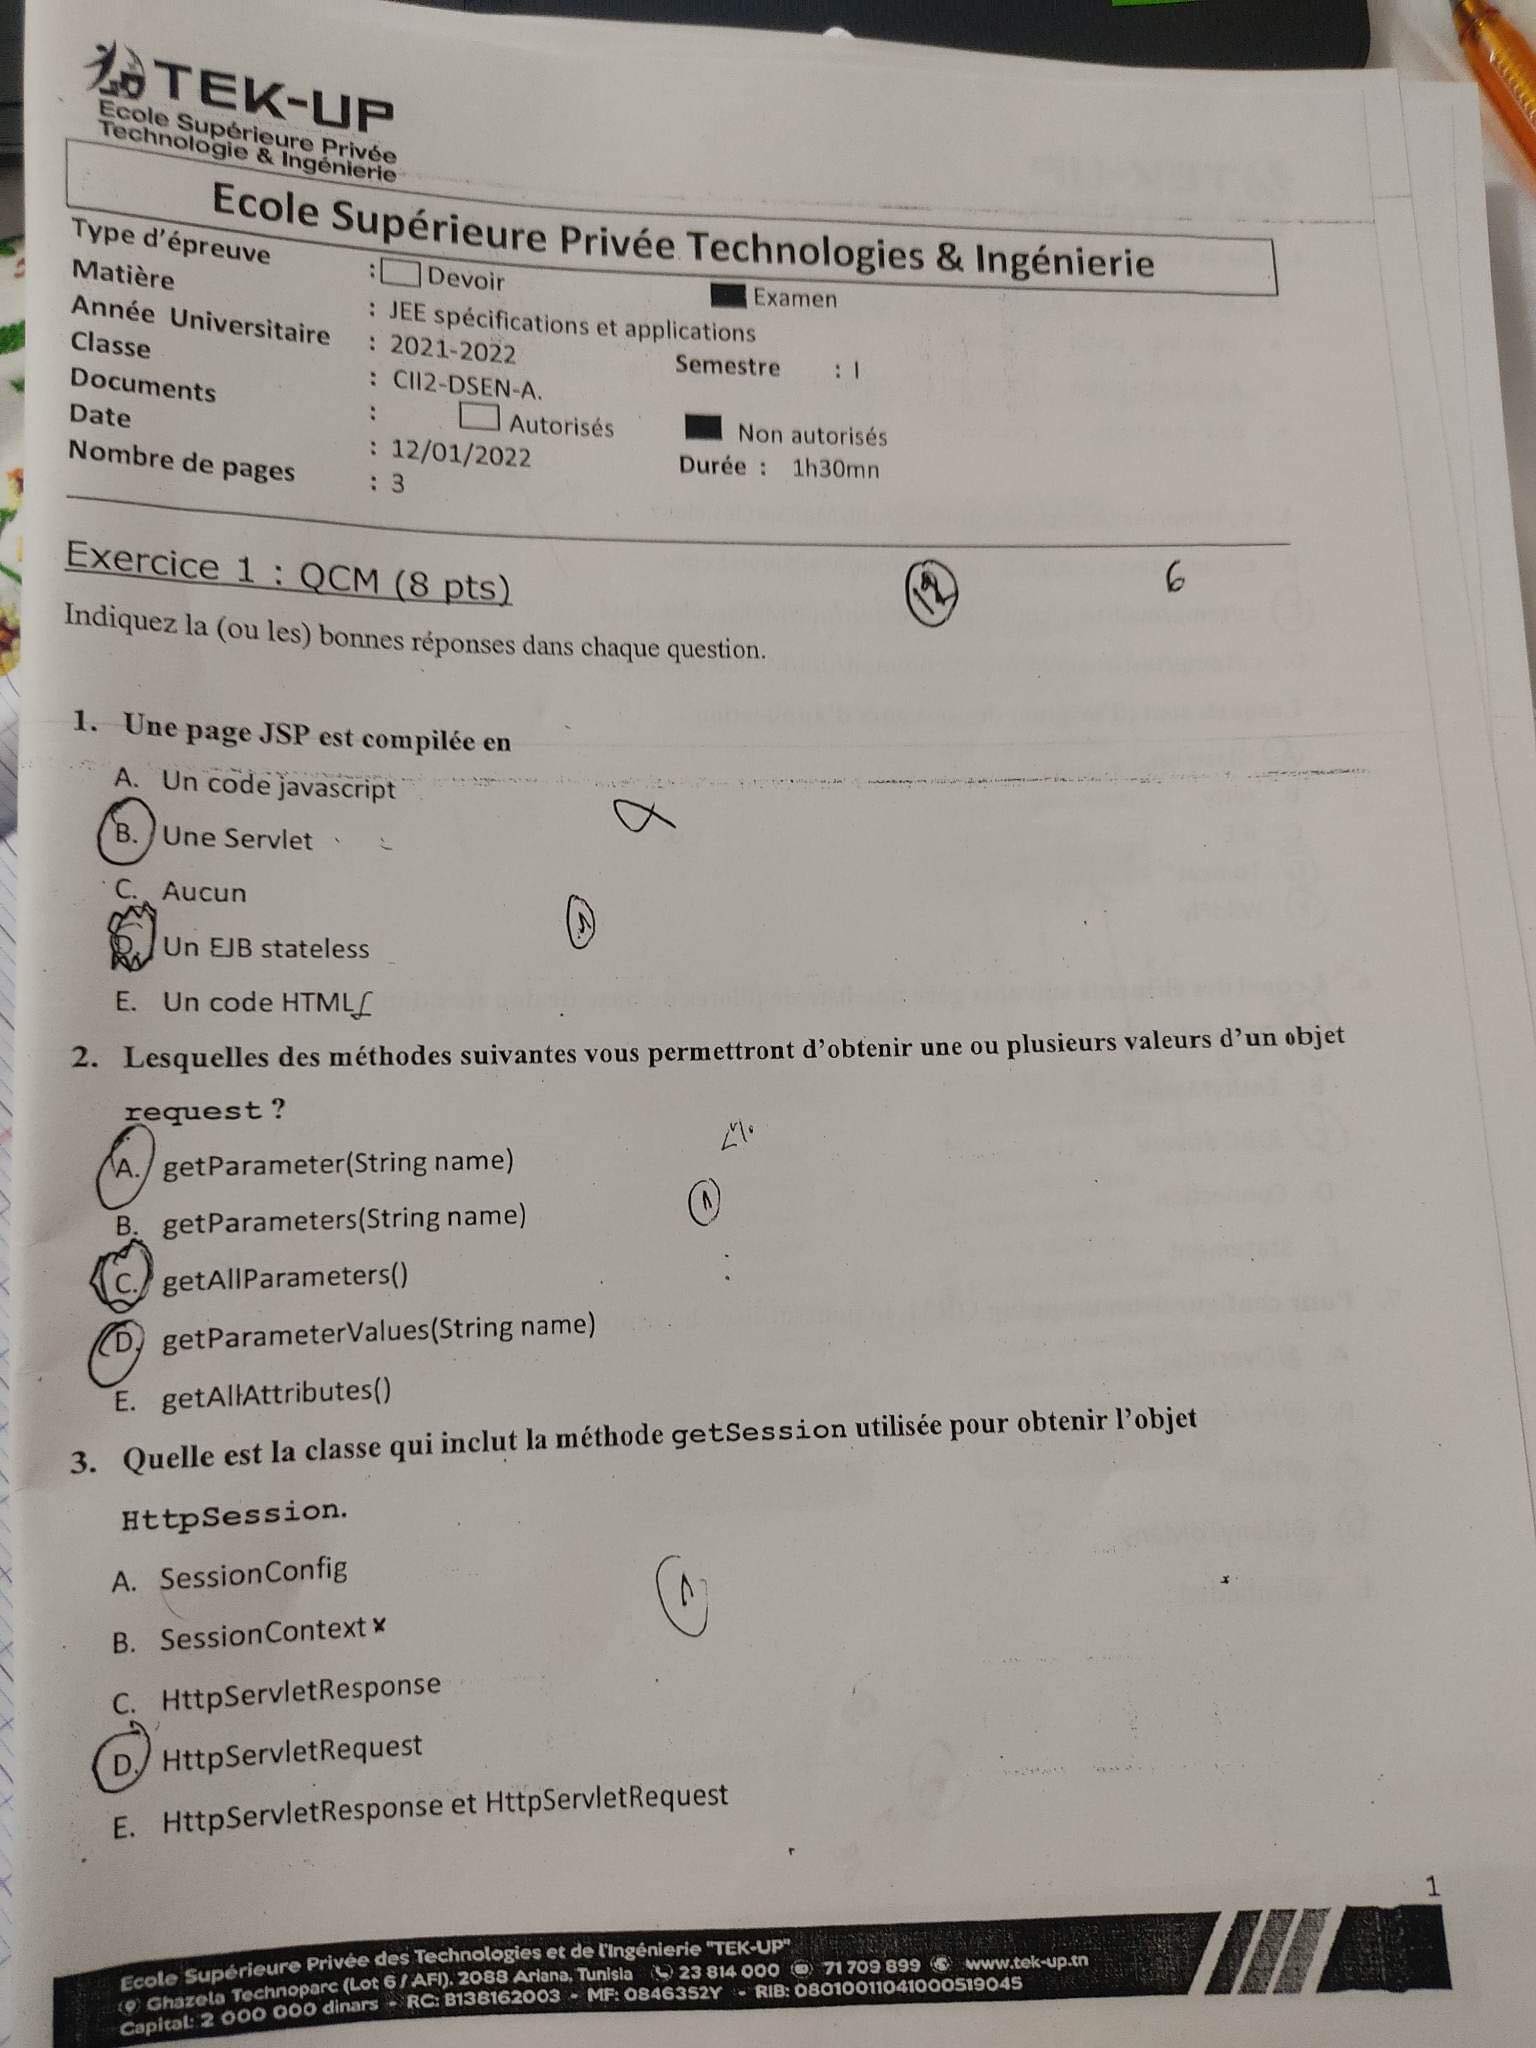 TEK-UP
Ecole Supérieure Privée
Technologie & Ingénierie
Ecole Supérieure Privée Technologies & Ingénierie
Type d'épreuve : Devoir Examen
Matière : JEE spécifications et applications
Année Universitaire : 2021-2022 Semestre : I
Classe : CII2-DSEN-A.
Documents : Autorisés Non autorisés
Date : 12/01/2022 Durée : 1h30mn
Nombre de pages : 3
Exercice 1 : QCM (8 pts) 6
Indiquez la (ou les) bonnes réponses dans chaque question.
1. Une page JSP est compilée en
A. Un code javascript
B. Une Servlet
C. Aucun
D. Un EJB stateless
E. Un code HTML
2. Lesquelles des méthodes suivantes vous permettront d'obtenir une ou plusieurs valeurs d'un objet
request ?
A. getParameter(String name)
B. getParameters(String name)
C. getAllParameters()
D. getParameterValues(String name)
E. getAllAttributes()
3. Quelle est la classe qui inclut la méthode getSession utilisée pour obtenir l'objet
HttpSession.
A. SessionConfig
B. SessionContext x
C. HttpServletResponse
D. HttpServletRequest
E. HttpServletResponse et HttpServletRequest
1
Ecole Supérieure Privée des Technologies et de l'Ingénierie "TEK-UP"
Ghazela Technoparc (Lot 6 / AFI), 2088 Ariana, Tunisia 23 814 000 71 709 899 www.tek-up.tn
Capital: 2 000 000 dinars - RC: B138162003 - MF: 0846352Y - RIB: 08010011041000519045